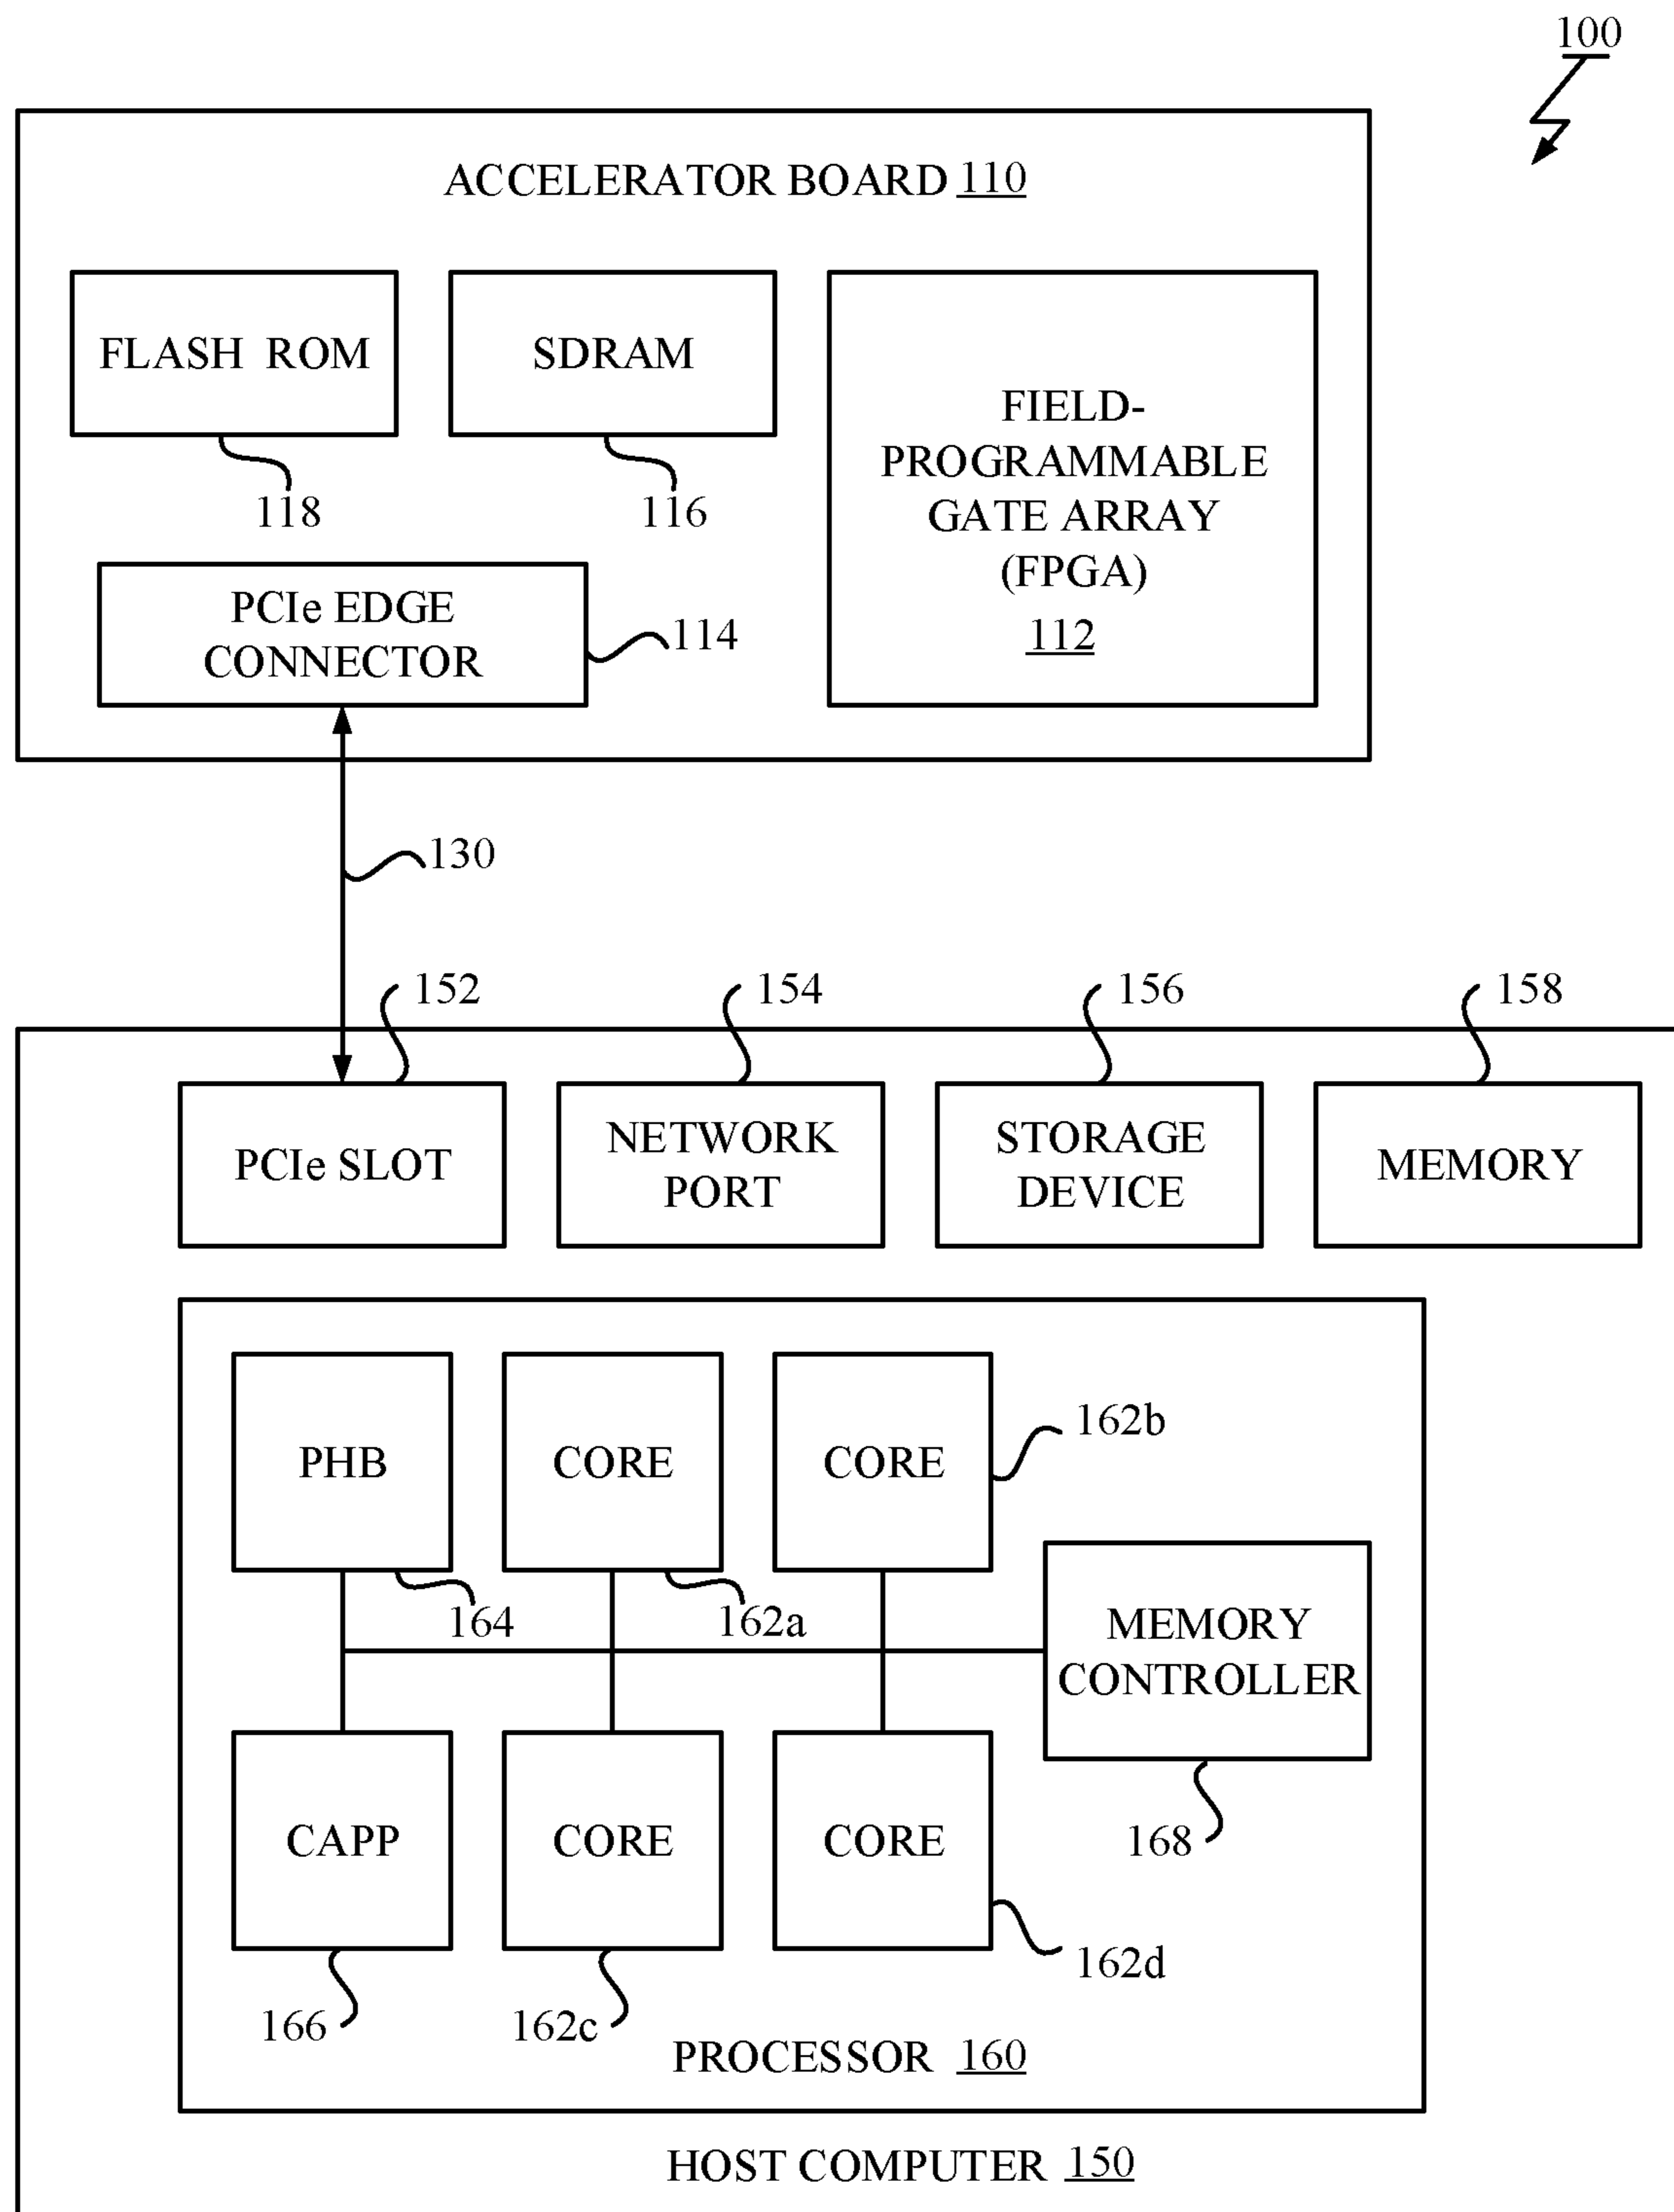 100
ACCELERATOR BOARD 110
FLASH ROM
SDRAM
FIELD-
PROGRAMMABLE
GATE ARRAY
(FPGA)
112
118
116
PCIe EDGE
CONNECTOR
114
130
152
154
156
158
PCIe SLOT
NETWORK
PORT
STORAGE
DEVICE
MEMORY
PHB
CORE
CORE
162b
164
162a
MEMORY
CONTROLLER
CAPP
CORE
CORE
168
162d
166
162c
PROCESSOR 160
HOST COMPUTER 150